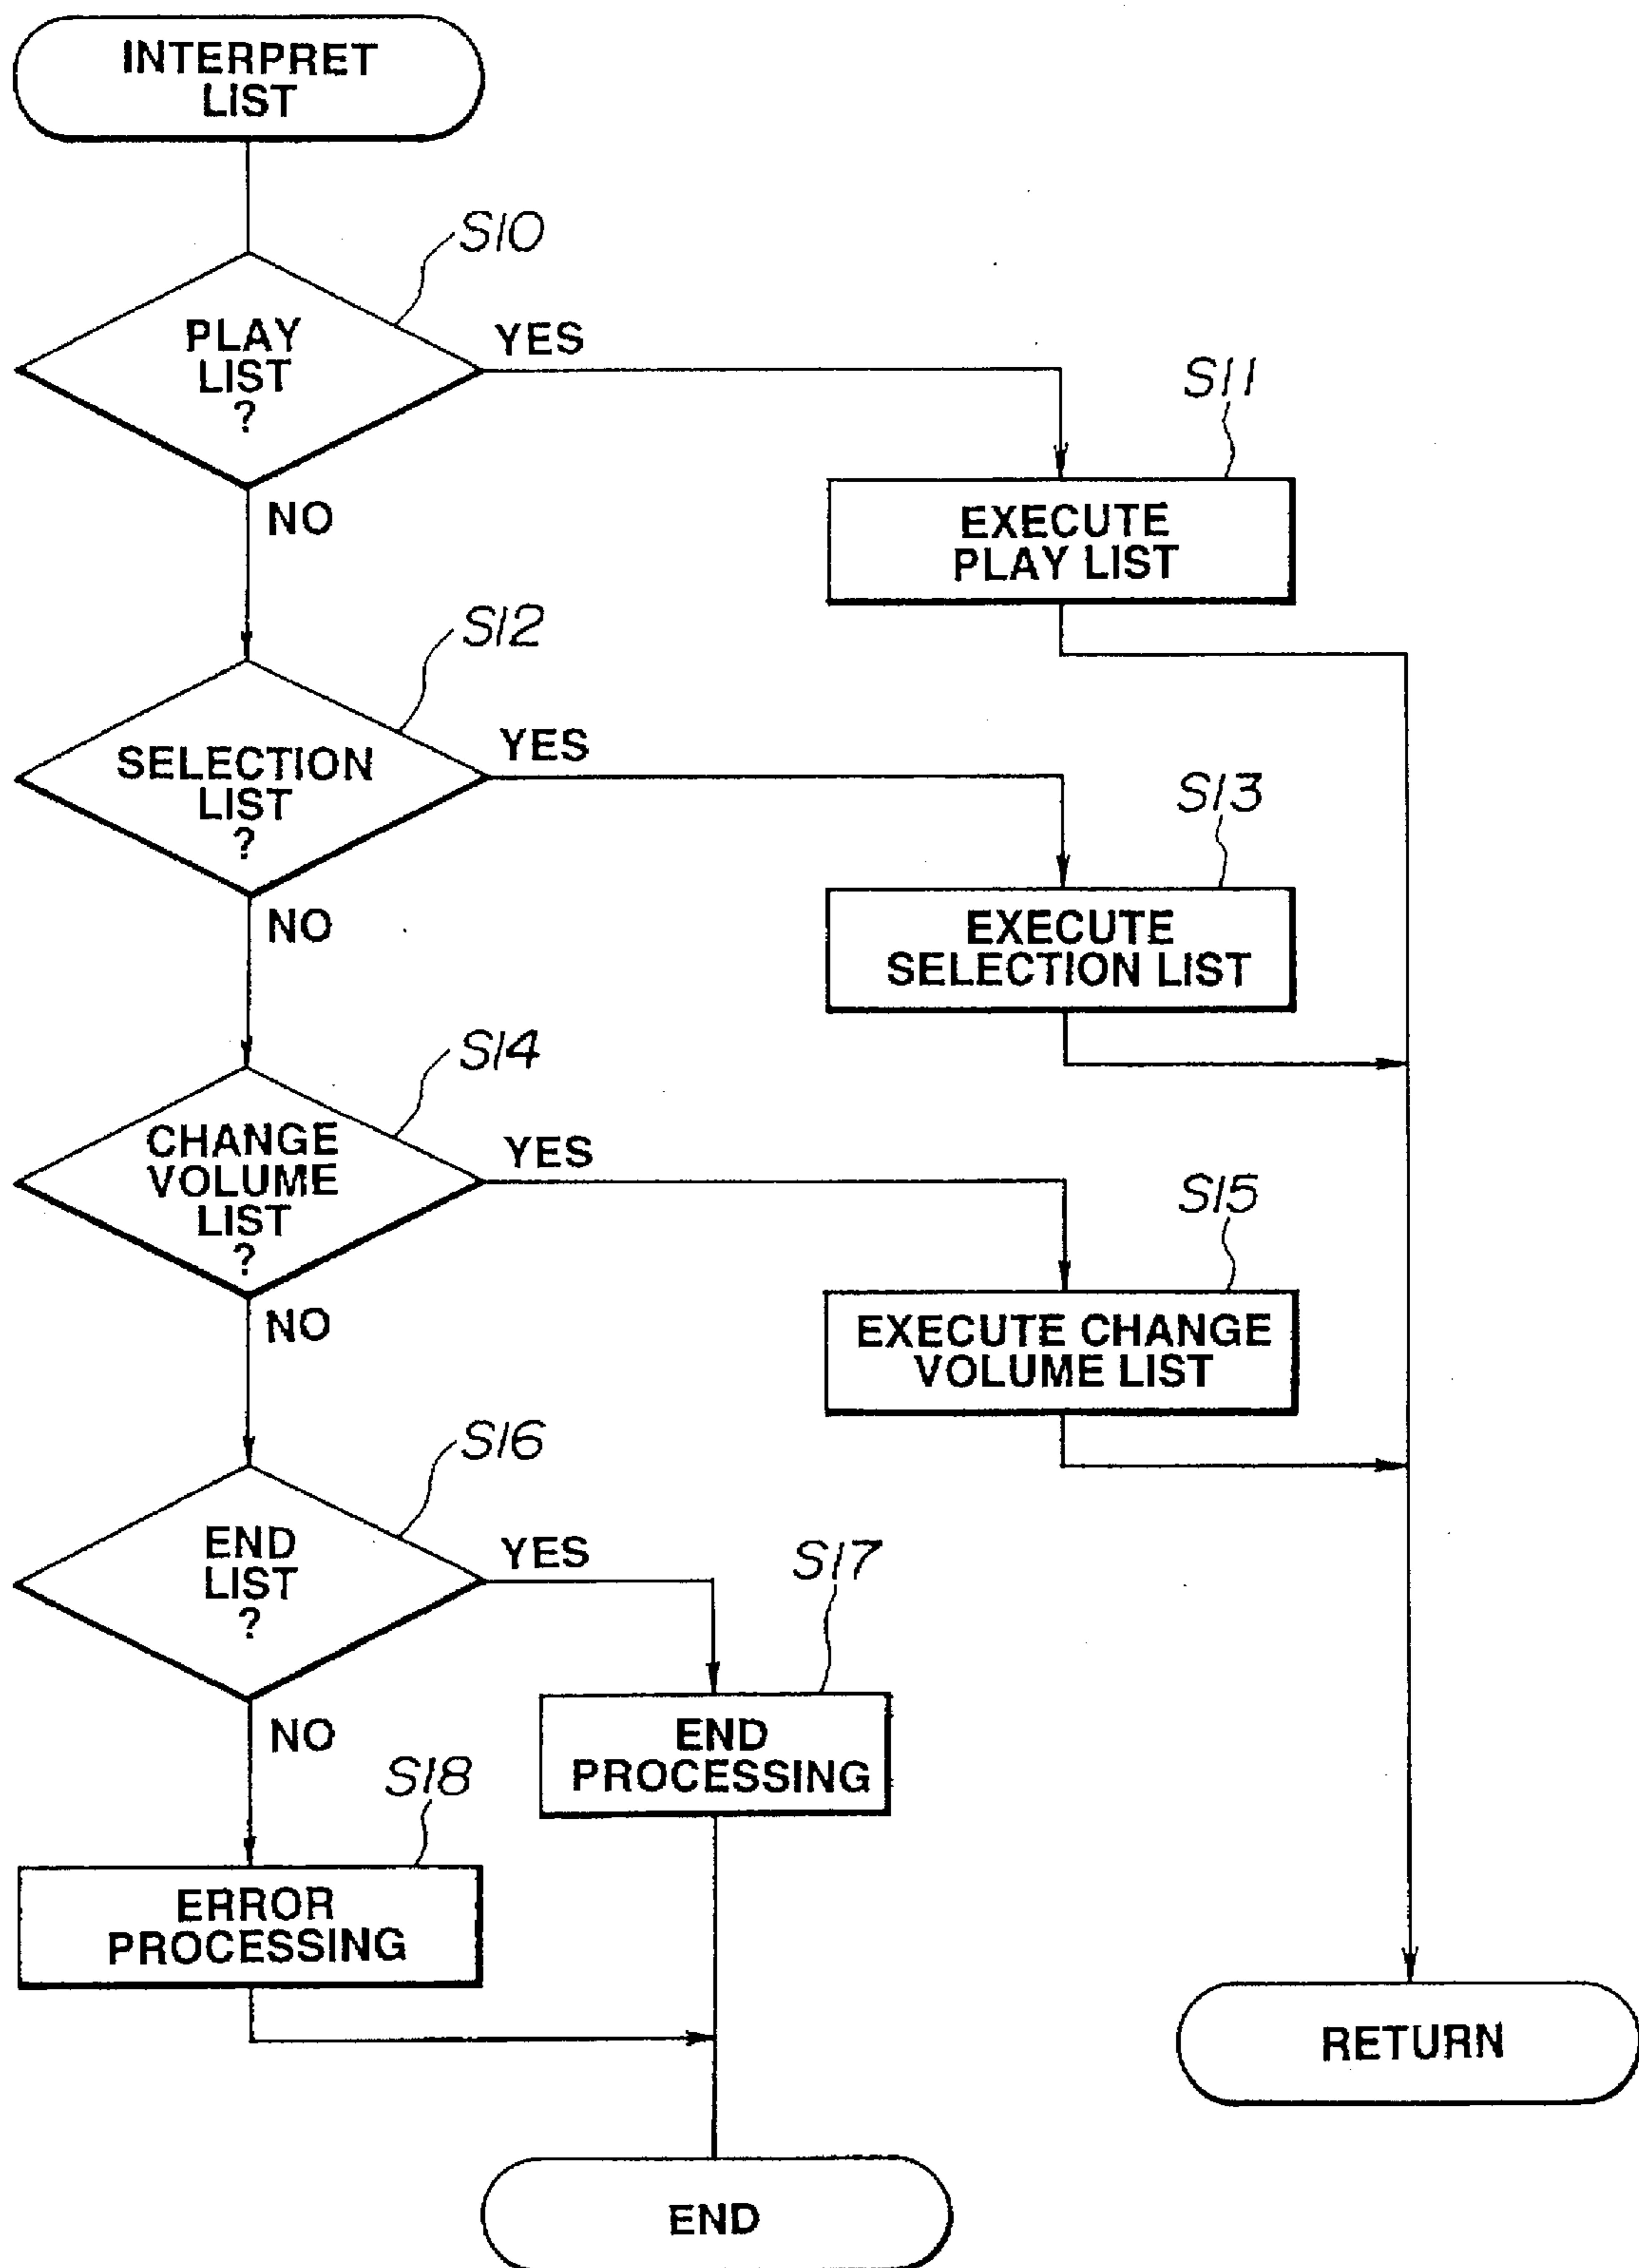 INTERPRET
LIST
S10
PLAY
LIST
?
YES
NO
S11
EXECUTE
PLAY LIST
S12
SELECTION
LIST
?
YES
NO
S13
EXECUTE
SELECTION LIST
S14
CHANGE
VOLUME
LIST
?
YES
NO
S15
EXECUTE CHANGE
VOLUME LIST
S16
END
LIST
?
YES
NO
S17
END
PROCESSING
S18
ERROR
PROCESSING
RETURN
END